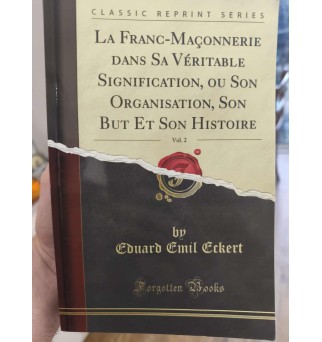 CLASSIC REPRINT SERIES
LA FRANC-MAÇONNERIE
DANS SA VÉRITABLE
SIGNIFICATION, OU SON
ORGANISATION, SON
BUT ET SON HISTOIRE
Vol. 2
by
Eduard Emil Eckert
Forgotten Books